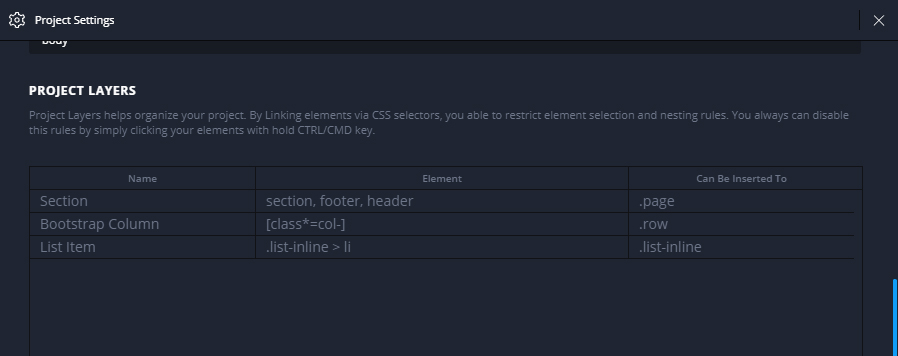 Project Settings
body
PROJECT LAYERS
Project Layers helps organize your project. By Linking elements via CSS selectors, you able to restrict element selection and nesting rules. You always can disable
this rules by simply clicking your elements with hold CTRL/CMD key.
Name Element Can Be Inserted To
Section section, footer, header .page
Bootstrap Column [class*=col-] .row
List Item .list-inline > li .list-inline